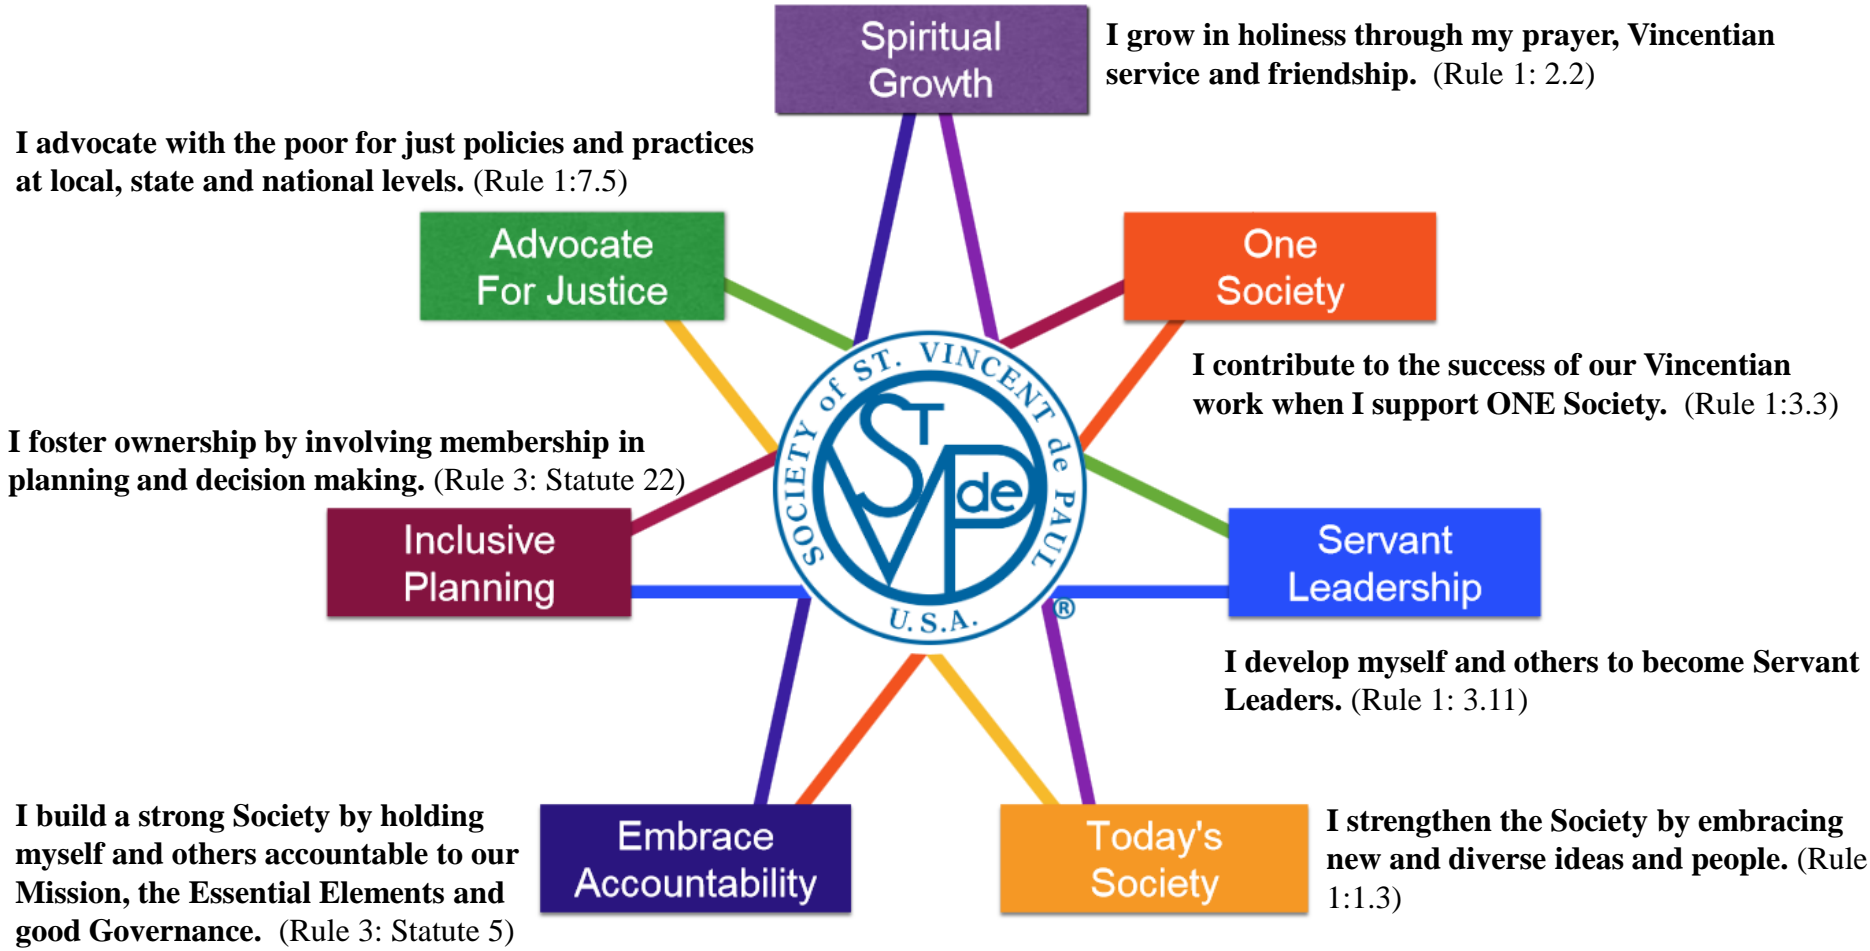 Spiritual
Growth
I grow in holiness through my prayer, Vincentian
service and friendship.  (Rule 1: 2.2)
I advocate with the poor for just policies and practices
at local, state and national levels. (Rule 1:7.5)
Advocate
For Justice
One
Society
I contribute to the success of our Vincentian
work when I support ONE Society.  (Rule 1:3.3)
SOCIETY of ST. VINCENT de PAUL
ST
V
P
de
U.S.A.
®
I foster ownership by involving membership in
planning and decision making. (Rule 3: Statute 22)
Inclusive
Planning
Servant
Leadership
I develop myself and others to become Servant
Leaders. (Rule 1: 3.11)
I build a strong Society by holding
myself and others accountable to our
Mission, the Essential Elements and
good Governance.  (Rule 3: Statute 5)
Embrace
Accountability
Today's
Society
I strengthen the Society by embracing
new and diverse ideas and people. (Rule
1:1.3)